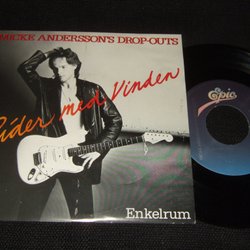 MICKE ANDERSSON'S DROP-OUTS
Rider med Vinden
Enkelrum
Epic